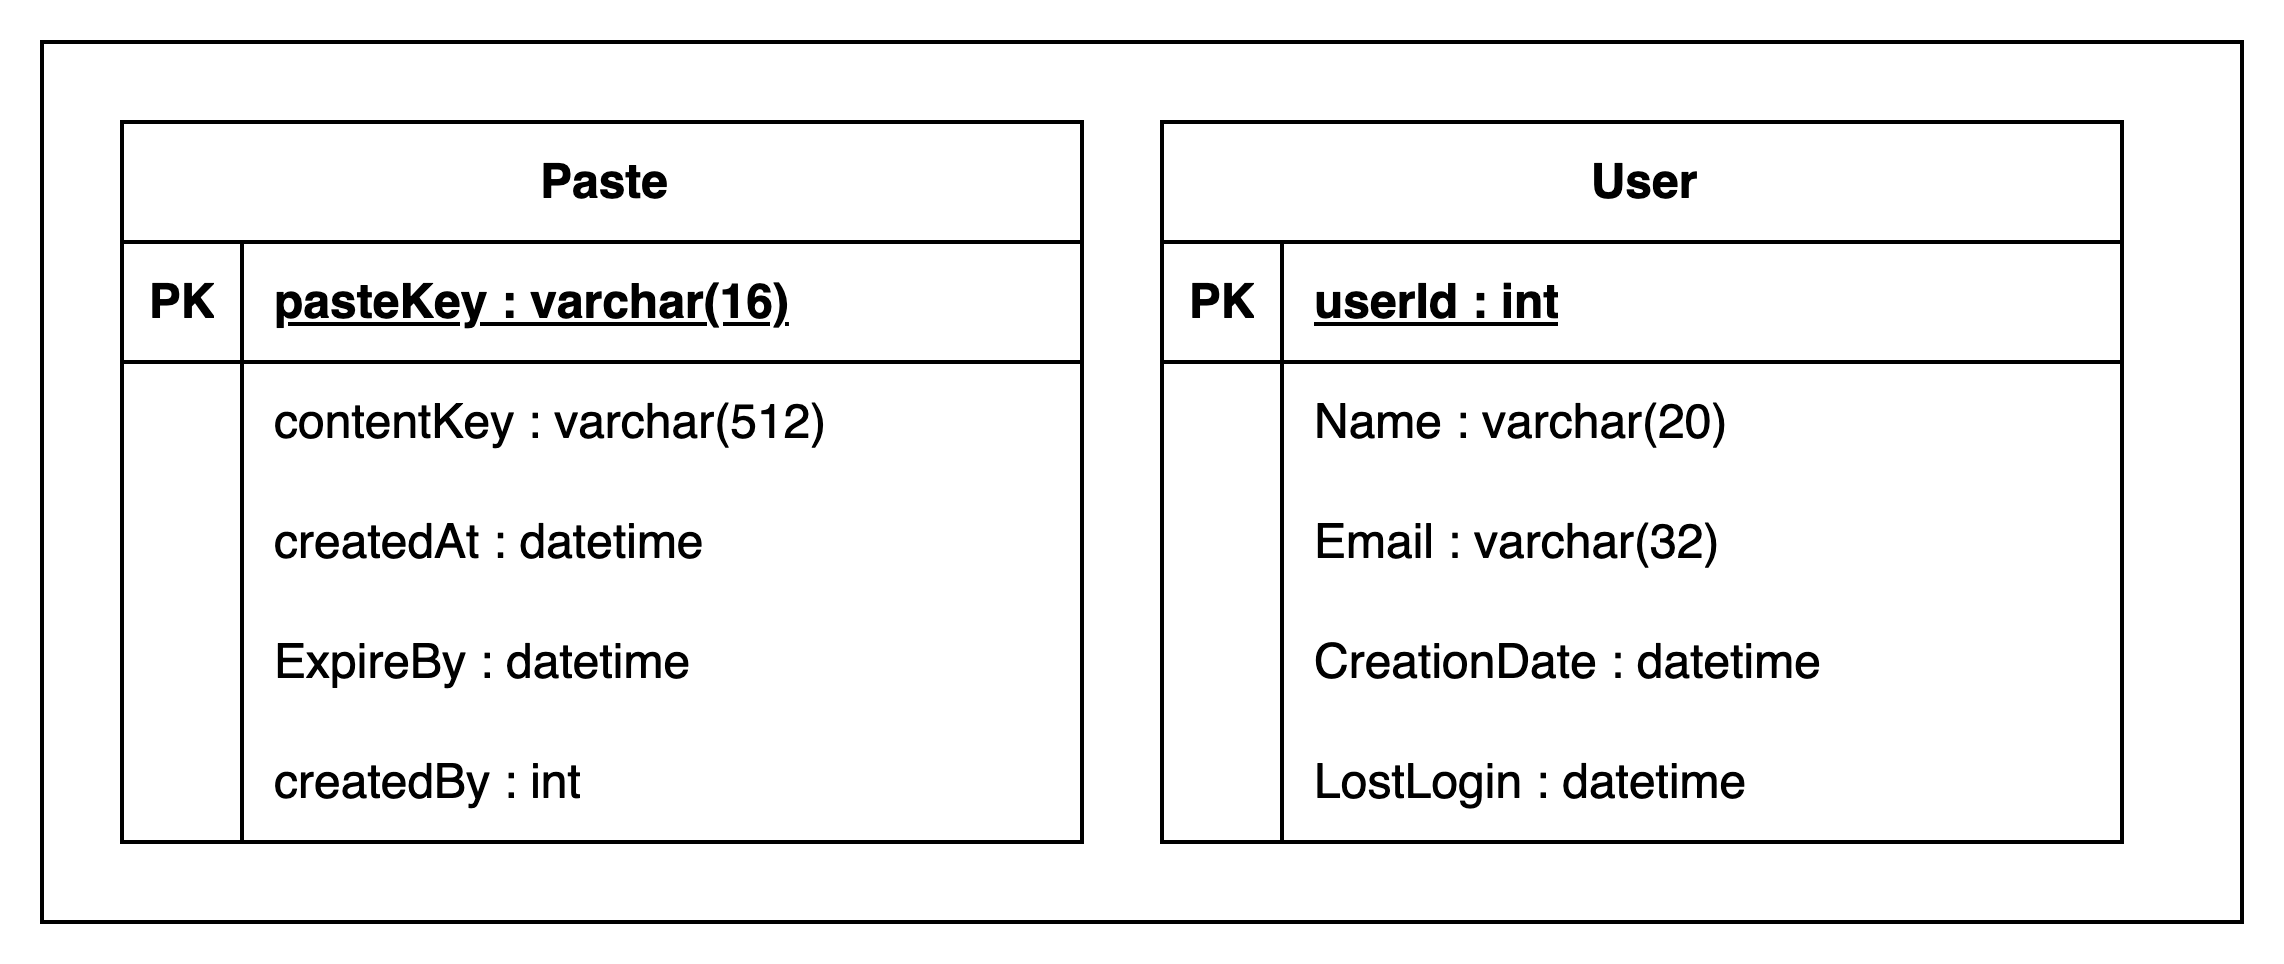 Paste
PK
pasteKey : varchar(16)
contentKey : varchar(512)
createdAt : datetime
ExpireBy : datetime
createdBy : int
User
PK
userId : int
Name : varchar(20)
Email : varchar(32)
CreationDate : datetime
LostLogin : datetime